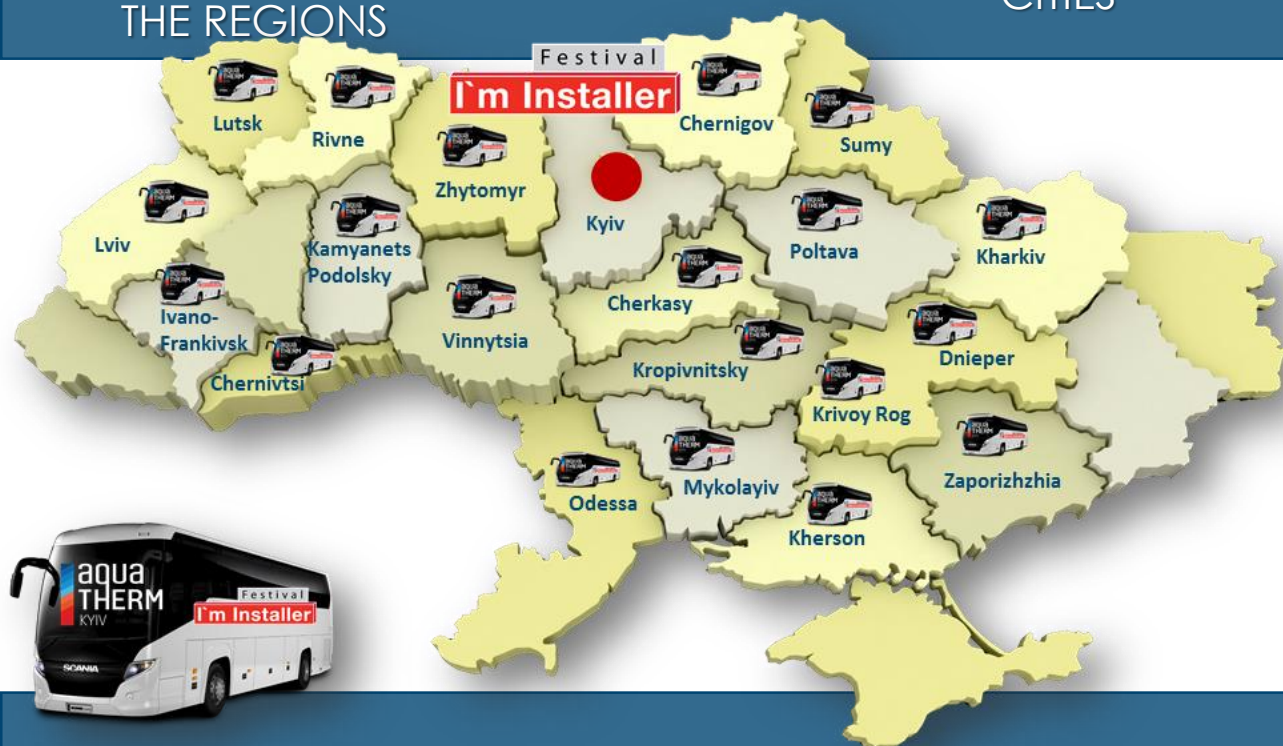 THE REGIONS
CITIES
Festival
I`m Installer
Lutsk
Rivne
Chernigov
Sumy
Zhytomyr
Kyiv
Lviv
Kamyanets
Podolsky
Poltava
Kharkiv
Cherkasy
Ivano-
Frankivsk
Vinnytsia
Chernivtsi
Kropivnitsky
Dnieper
Krivoy Rog
Odessa
Mykolayiv
Zaporizhzhia
Kherson
aqua
THERM
KYIV
Festival
I`m Installer
SCANIA